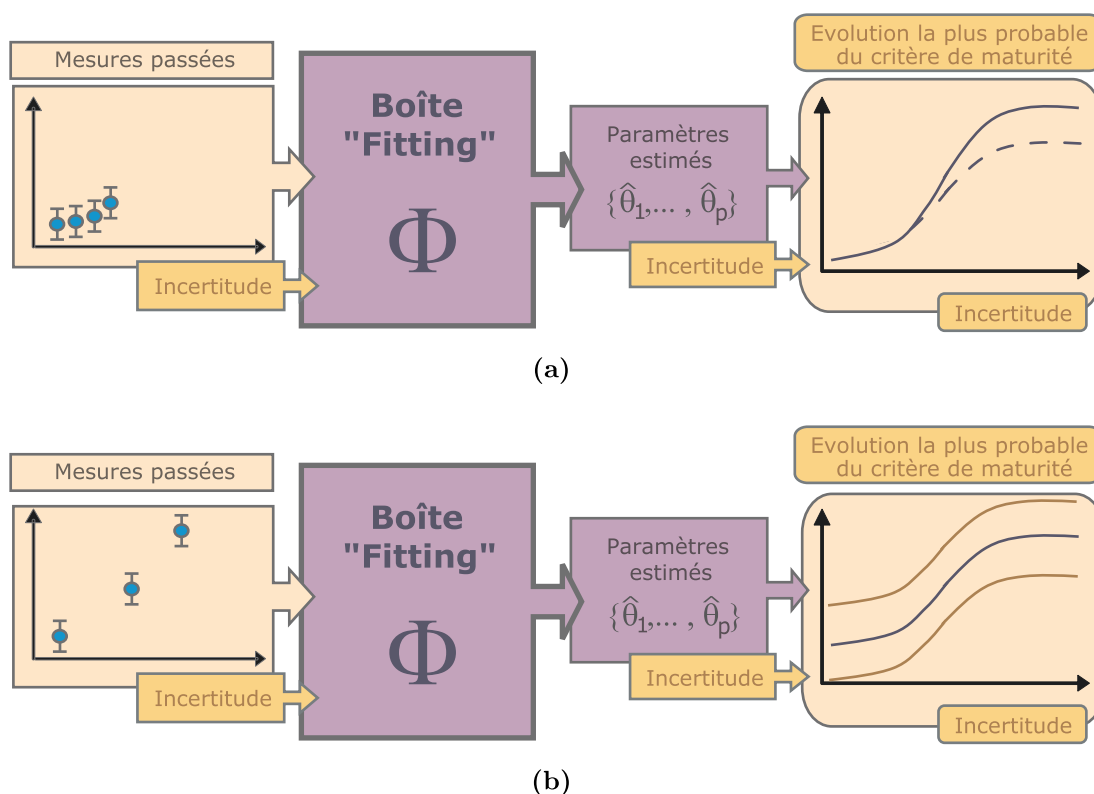 Mesures passées
Boîte
"Fitting"
Φ
Incertitude
Paramètres
estimés
{θ̂1,... , θ̂p}
Incertitude
Evolution la plus probable
du critère de maturité
Incertitude
(a)
Mesures passées
Boîte
"Fitting"
Φ
Incertitude
Paramètres
estimés
{θ̂1,... , θ̂p}
Incertitude
Evolution la plus probable
du critère de maturité
Incertitude
(b)